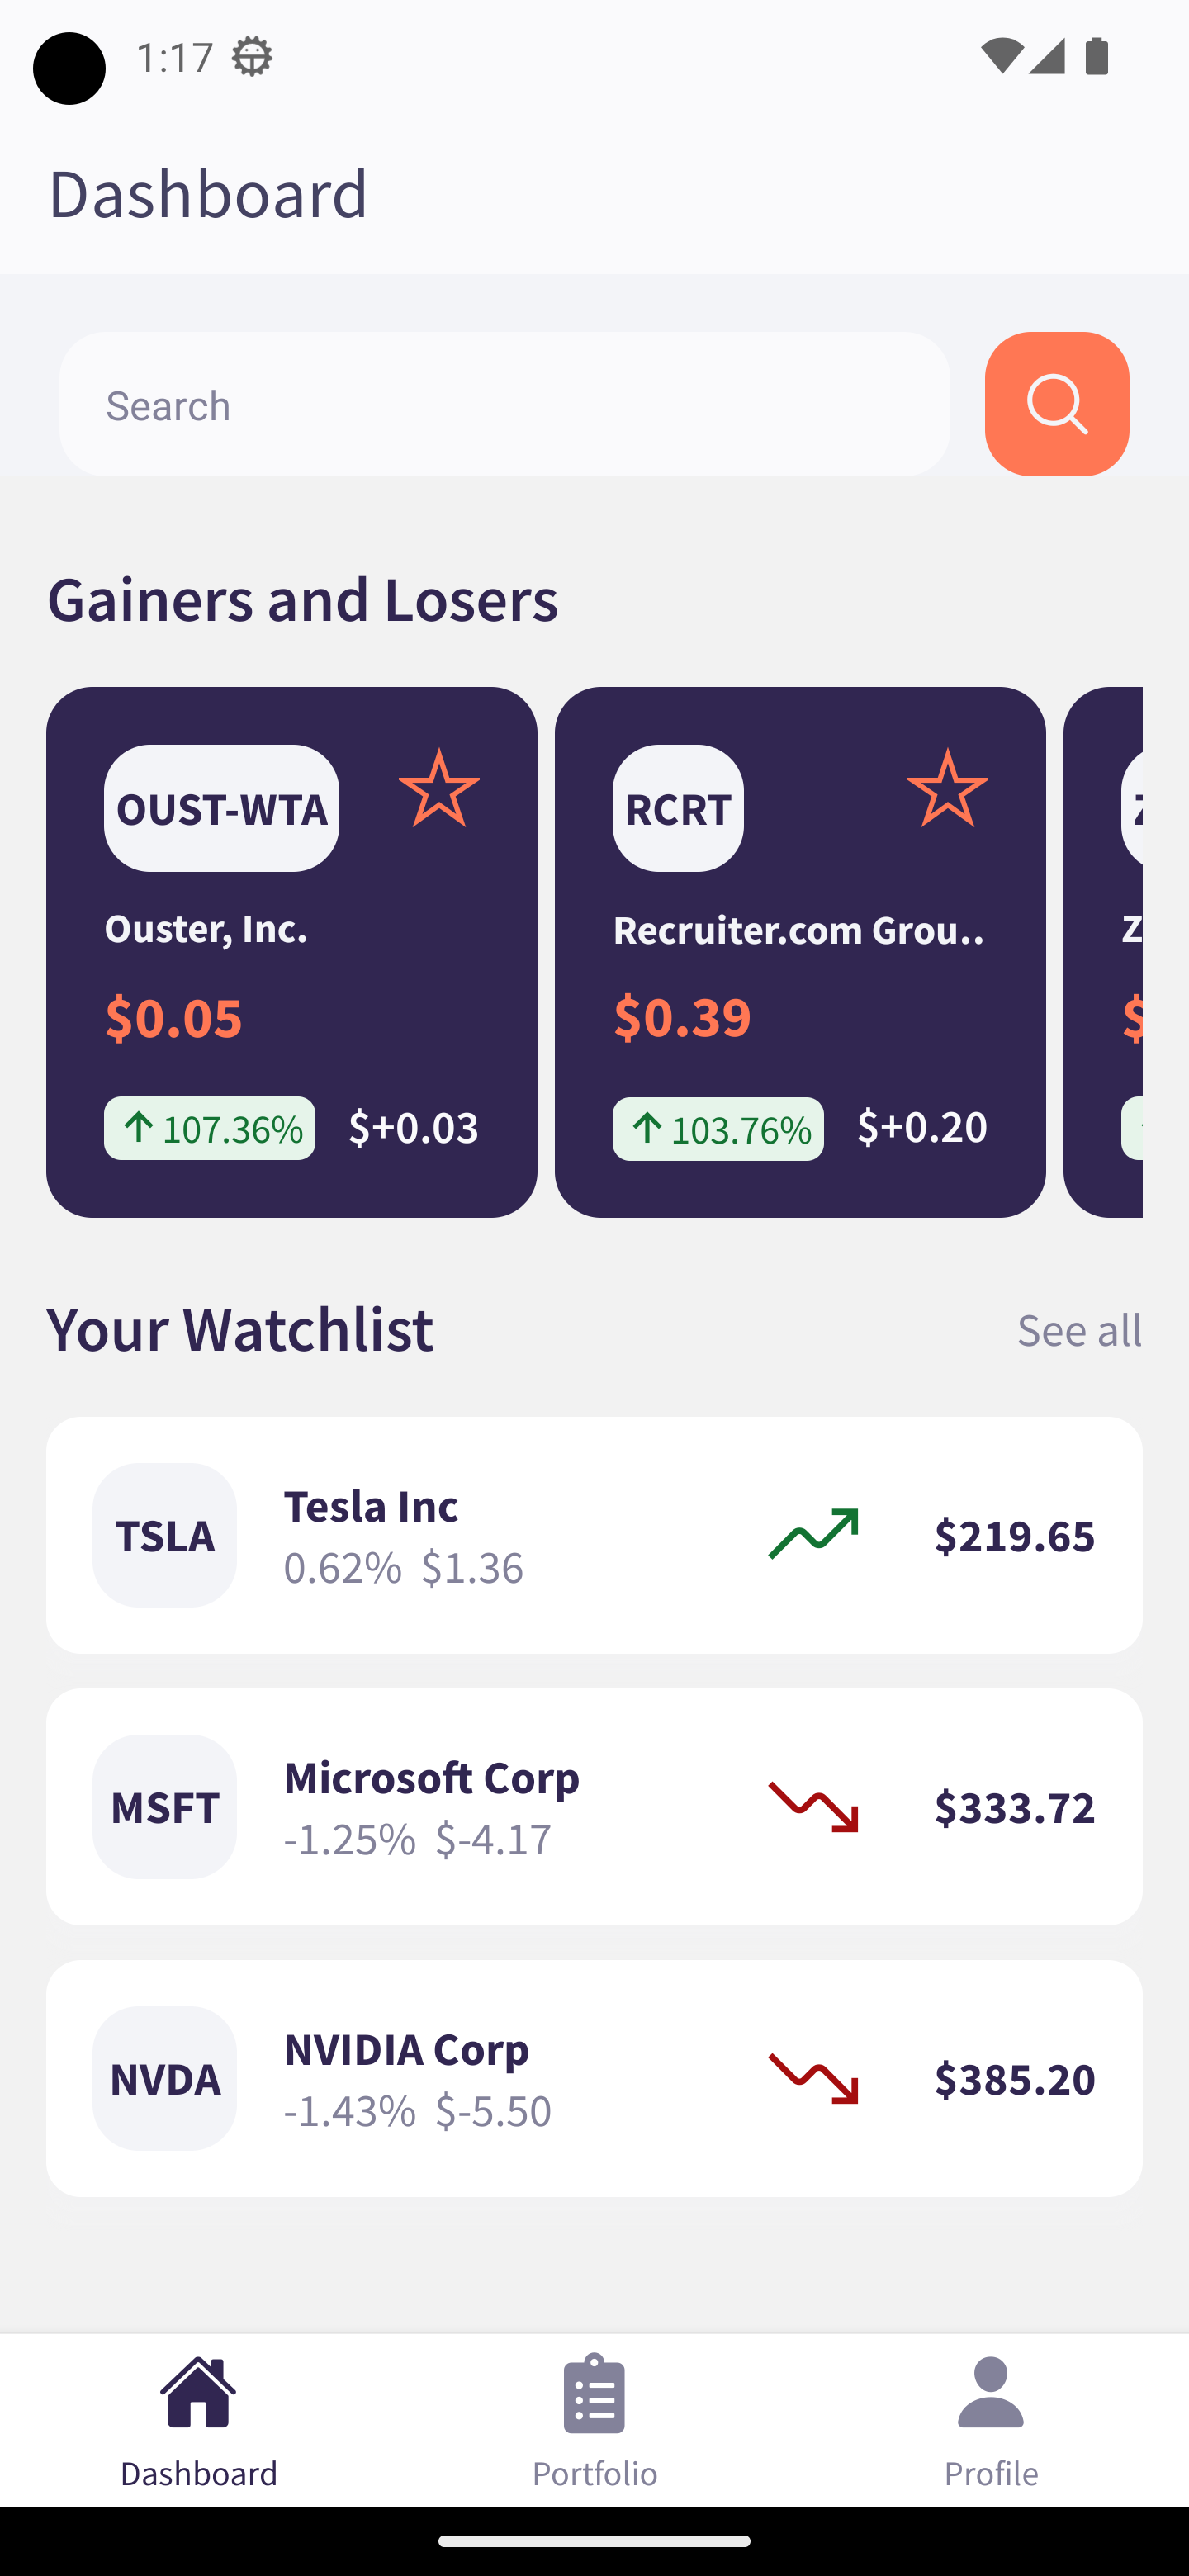 1:17
Dashboard
Search
Gainers and Losers
OUST-WTA
Ouster, Inc.
$0.05
107.36% $+0.03
RCRT
Recruiter.com Grou..
$0.39
103.76% $+0.20
Z
$
Your Watchlist
See all
TSLA
Tesla Inc
0.62% $1.36
$219.65
MSFT
Microsoft Corp
-1.25% $-4.17
$333.72
NVDA
NVIDIA Corp
-1.43% $-5.50
$385.20
Dashboard
Portfolio
Profile